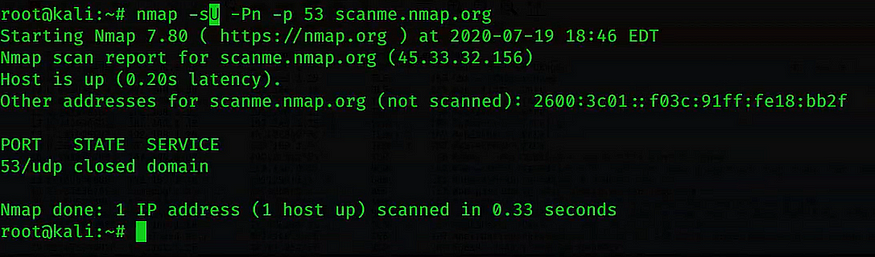 root@kali:~# nmap -sU -Pn -p 53 scanme.nmap.org
Starting Nmap 7.80 ( https://nmap.org ) at 2020-07-19 18:46 EDT
Nmap scan report for scanme.nmap.org (45.33.32.156)
Host is up (0.20s latency).
Other addresses for scanme.nmap.org (not scanned): 2600:3c01::f03c:91ff:fe18:bb2f

PORT   STATE  SERVICE
53/udp closed domain

Nmap done: 1 IP address (1 host up) scanned in 0.33 seconds
root@kali:~#